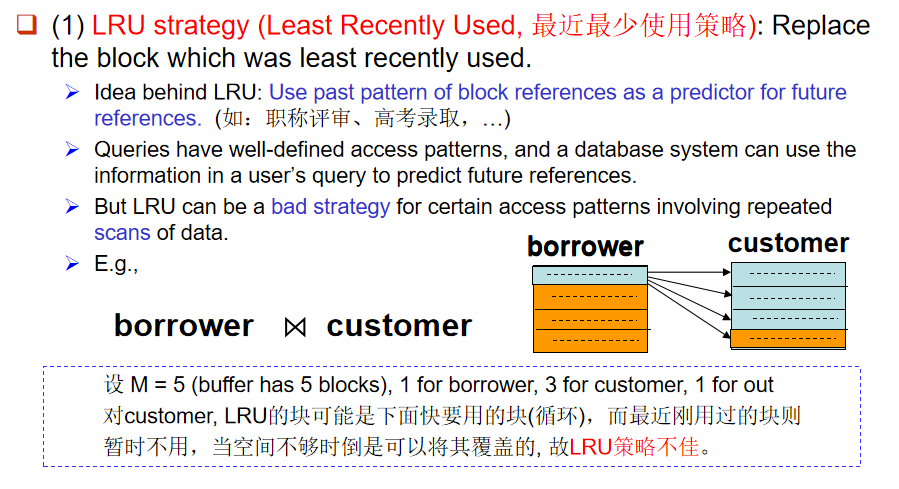 (1) LRU strategy (Least Recently Used, 最近最少使用策略): Replace
the block which was least recently used.
Idea behind LRU: Use past pattern of block references as a predictor for future
references. (如：职称评审、高考录取，…)
Queries have well-defined access patterns, and a database system can use the
information in a user's query to predict future references.
But LRU can be a bad strategy for certain access patterns involving repeated
scans of data.
E.g.,
borrower
customer
borrower ⋈ customer
设 M = 5 (buffer has 5 blocks), 1 for borrower, 3 for customer, 1 for out
对customer, LRU的块可能是下面快要用的块(循环)，而最近刚用过的块则
暂时不用，当空间不够时倒是可以将其覆盖的, 故LRU策略不佳。